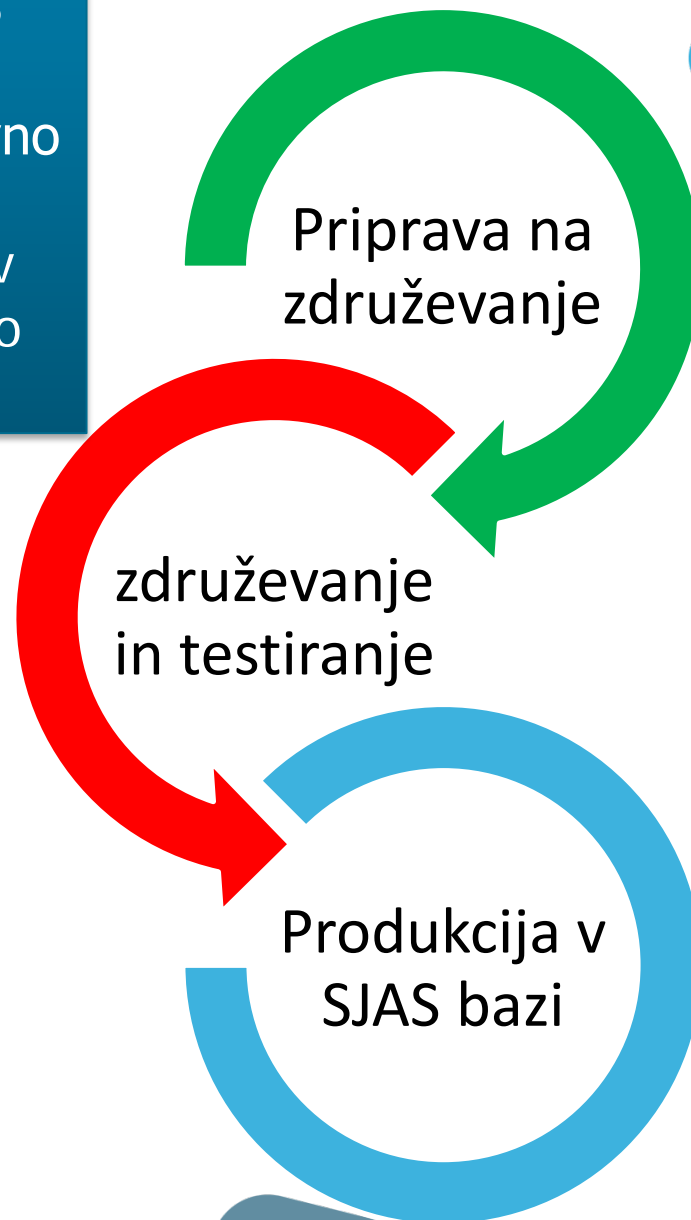 Priprava na
združevanje
združevanje
in testiranje
Produkcija v
SJAS bazi